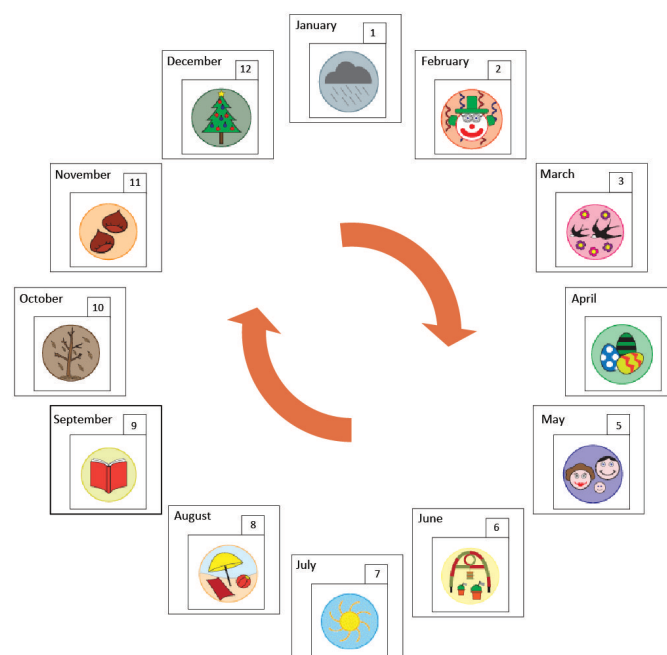 January
1
February
2
March
3
April
May
5
June
6
July
7
August
8
September
9
October
10
November
11
December
12